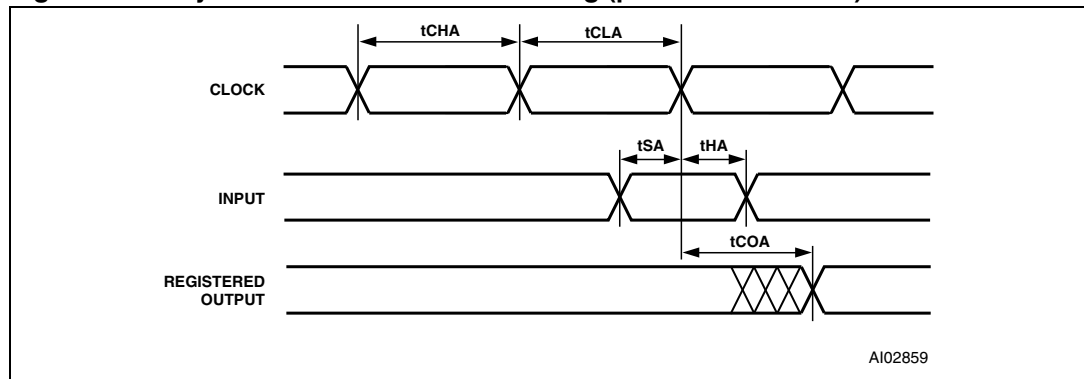 tCHA tCLA
CLOCK
tSA tHA
INPUT
tCOA
REGISTERED
OUTPUT
AI02859